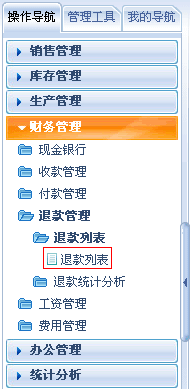 操作导航 管理工具 我的导航
销售管理
库存管理
生产管理
财务管理
现金银行
收款管理
付款管理
退款管理
退款列表
退款列表
退款统计分析
工资管理
费用管理
办公管理
统计分析